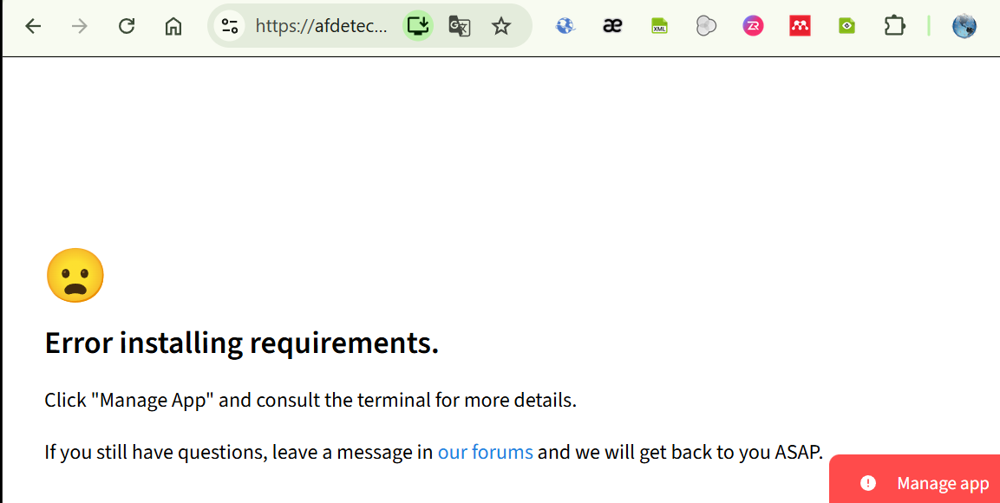 https://afdetec...
æ
XML
ZR
Error installing requirements.
Click "Manage App" and consult the terminal for more details.
If you still have questions, leave a message in our forums and we will get back to you ASAP.
Manage app